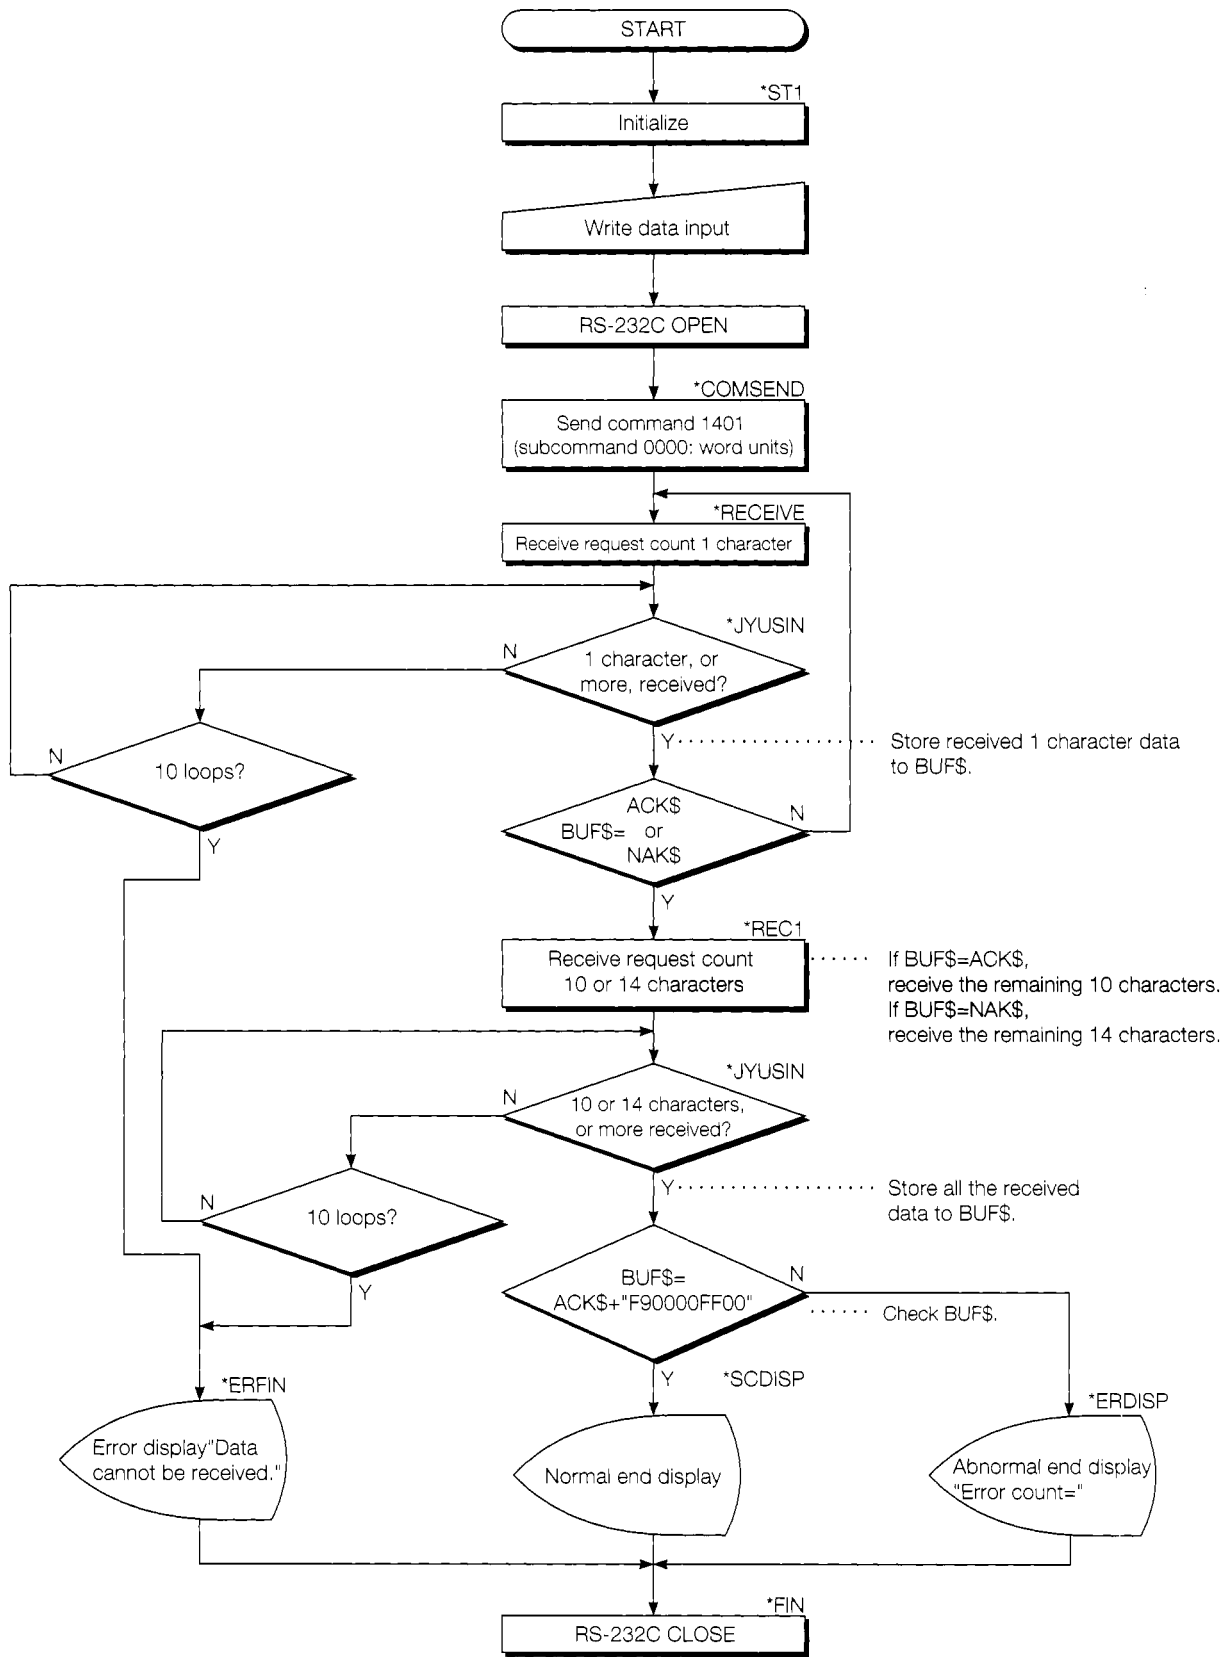 START
*ST1
Initialize
Write data input
RS-232C OPEN
*COMSEND
Send command 1401
(subcommand 0000: word units)
*RECEIVE
Receive request count 1 character
*JYUSIN
N
1 character, or
more, received?
Y
Store received 1 character data
to BUF$.
N
10 loops?
Y
ACK$
BUF$= or
NAK$
N
Y
*REC1
Receive request count
10 or 14 characters
If BUF$=ACK$,
receive the remaining 10 characters.
If BUF$=NAK$,
receive the remaining 14 characters.
*JYUSIN
N
10 or 14 characters,
or more received?
Y
Store all the received
data to BUF$.
N
10 loops?
Y
BUF$=
ACK$+"F90000FF00"
N
Check BUF$.
Y
*ERFIN
Error display"Data
cannot be received."
*SCDISP
Normal end display
*ERDISP
Abnormal end display
"Error count="
*FIN
RS-232C CLOSE